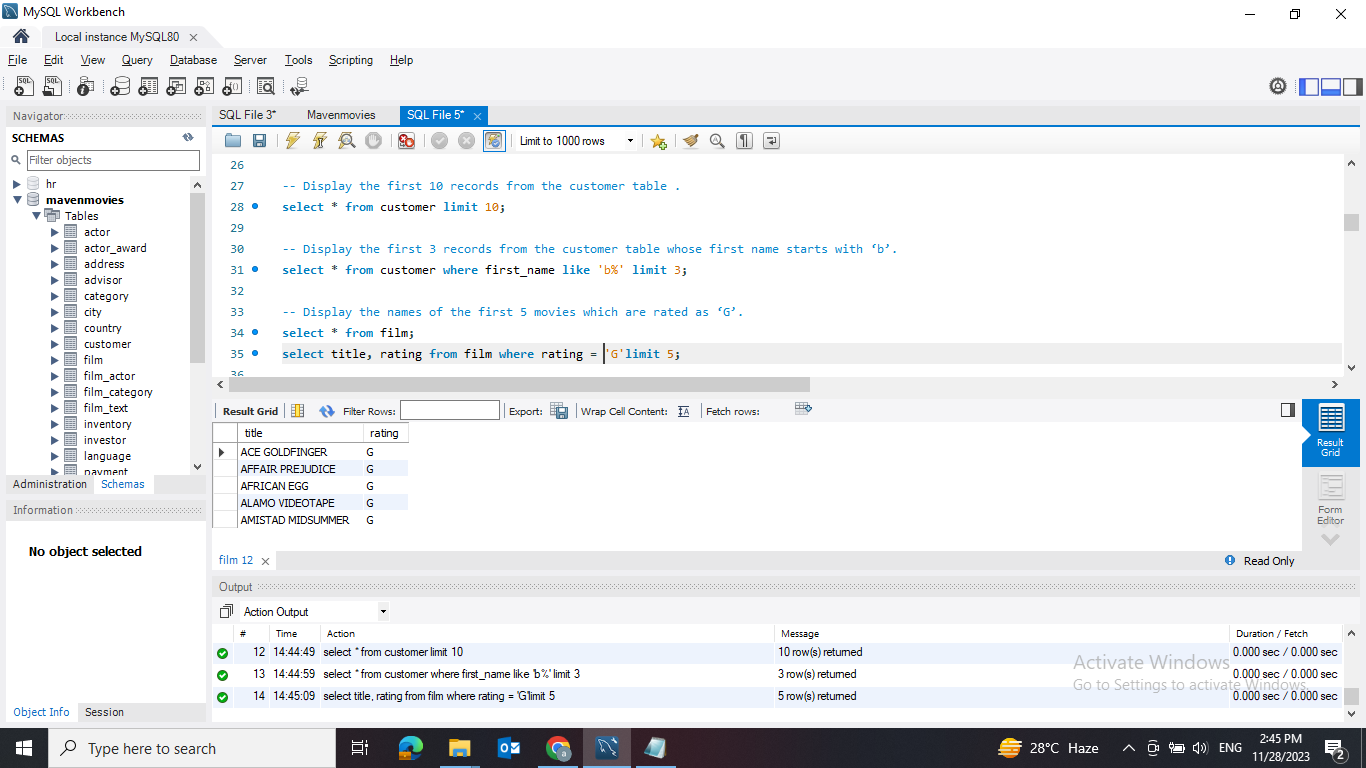 MySQL Workbench
Local instance MySQL80
File Edit View Query Database Server Tools Scripting Help
Navigator
SCHEMAS
Filter objects
hr
mavenmovies
Tables
actor
actor_award
address
advisor
category
city
country
customer
film
film_actor
film_category
film_text
inventory
investor
language
payment
Administration Schemas
Information
No object selected
Object Info Session
SQL File 3* Mavenmovies SQL File 5*
Limit to 1000 rows
26
27 -- Display the first 10 records from the customer table .
28 select * from customer limit 10;
29
30 -- Display the first 3 records from the customer table whose first name starts with ‘b’.
31 select * from customer where first_name like 'b%' limit 3;
32
33 -- Display the names of the first 5 movies which are rated as ‘G’.
34 select * from film;
35 select title, rating from film where rating = 'G'limit 5;
36
Result Grid Filter Rows: Export: Wrap Cell Content: Fetch rows:
title rating
ACE GOLDFINGER G
AFFAIR PREJUDICE G
AFRICAN EGG G
ALAMO VIDEOTAPE G
AMISTAD MIDSUMMER G
Result
Grid
Form
Editor
film 12
Read Only
Output
Action Output
# Time Action Message Duration / Fetch
12 14:44:49 select * from customer limit 10 10 row(s) returned 0.000 sec / 0.000 sec
13 14:44:59 select * from customer where first_name like 'b%' limit 3 3 row(s) returned 0.000 sec / 0.000 sec
14 14:45:09 select title, rating from film where rating = 'G'limit 5 5 row(s) returned 0.000 sec / 0.000 sec
Activate Windows
Go to Settings to activate Windows.
Type here to search
28°C Haze
ENG
2:45 PM
11/28/2023
2